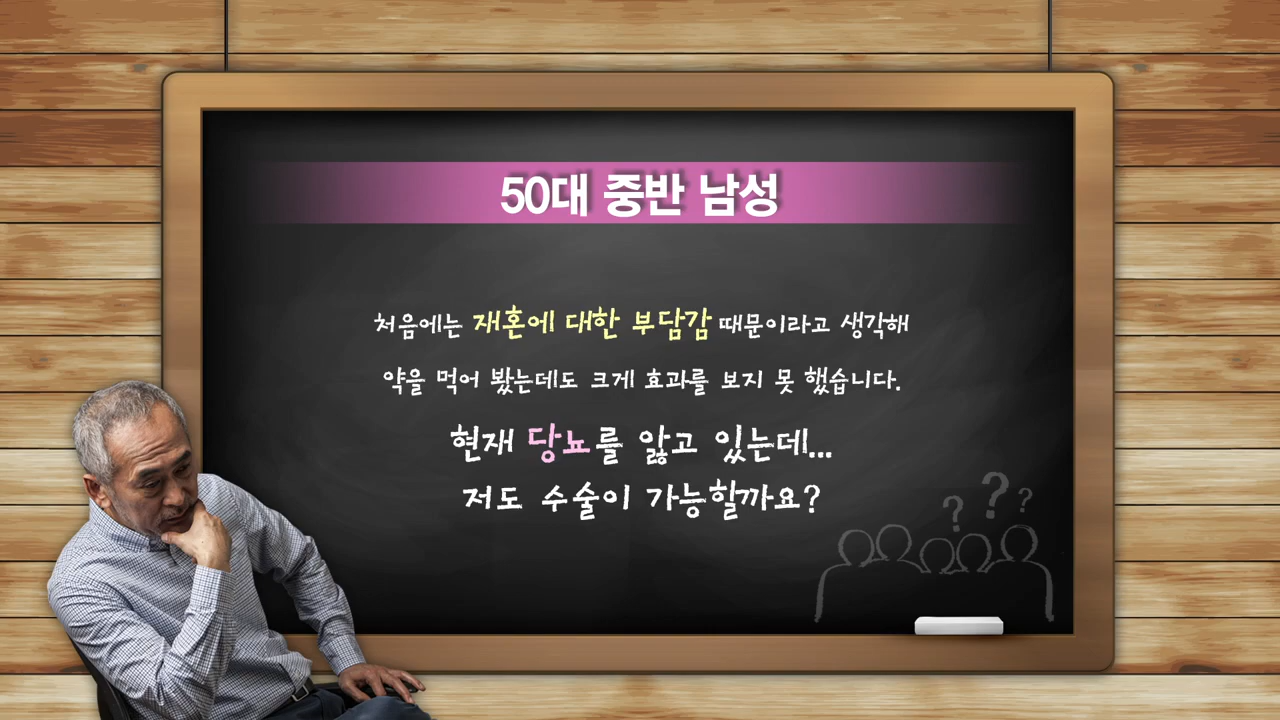 50대 중반 남성
처음에는 재혼에 대한 부담감 때문이라고 생각해
약을 먹어 봤는데도 크게 효과를 보지 못 했습니다.
현재 당뇨를 앓고 있는데...
저도 수술이 가능할까요?
? ? ?